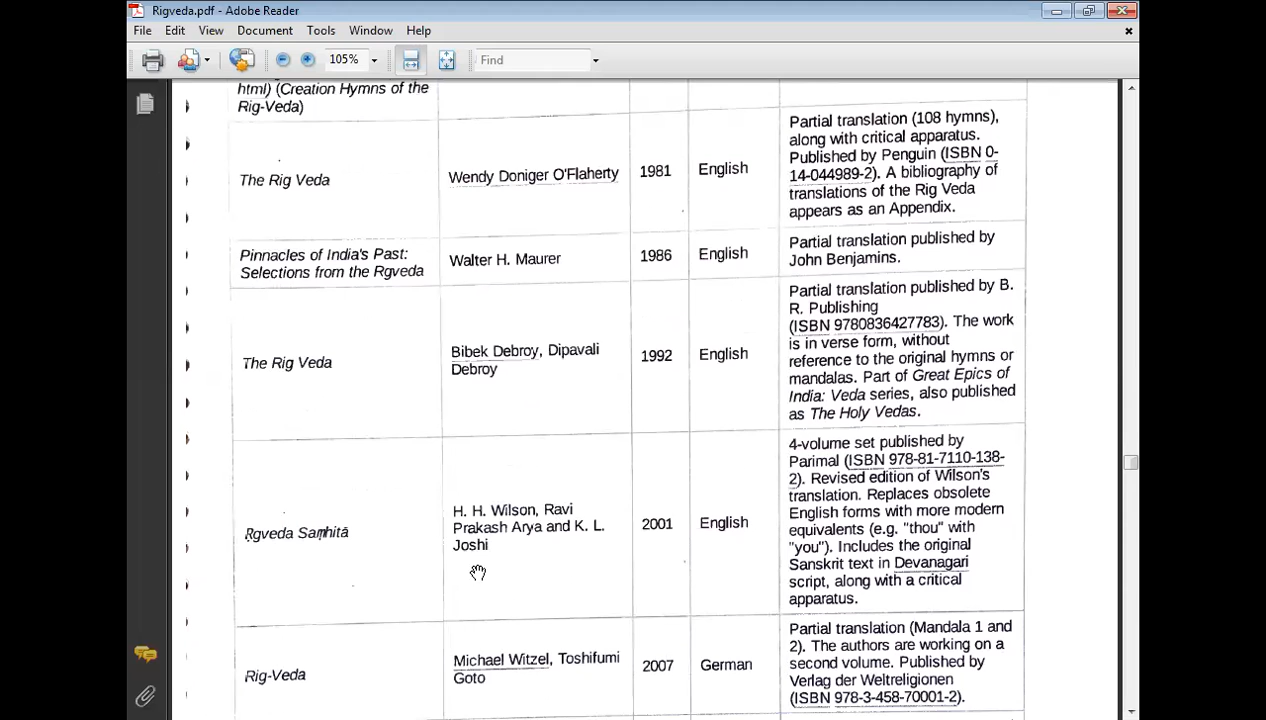 Rigveda.pdf - Adobe Reader
File Edit View Document Tools Window Help
105%
Find
html) (Creation Hymns of the
Rig-Veda)
The Rig Veda
Wendy Doniger O'Flaherty
1981
English
Partial translation (108 hymns),
along with critical apparatus.
Published by Penguin (ISBN 0-
14-044989-2). A bibliography of
translations of the Rig Veda
appears as an Appendix.
Pinnacles of India's Past:
Selections from the Rgveda
Walter H. Maurer
1986
English
Partial translation published by
John Benjamins.
The Rig Veda
Bibek Debroy, Dipavali
Debroy
1992
English
Partial translation published by B.
R. Publishing
(ISBN 9780836427783). The work
is in verse form, without
reference to the original hymns or
mandalas. Part of Great Epics of
India: Veda series, also published
as The Holy Vedas.
Ṛgveda Saṃhitā
H. H. Wilson, Ravi
Prakash Arya and K. L.
Joshi
2001
English
4-volume set published by
Parimal (ISBN 978-81-7110-138-
2). Revised edition of Wilson's
translation. Replaces obsolete
English forms with more modern
equivalents (e.g. "thou" with
"you"). Includes the original
Sanskrit text in Devanagari
script, along with a critical
apparatus.
Rig-Veda
Michael Witzel, Toshifumi
Goto
2007
German
Partial translation (Mandala 1 and
2). The authors are working on a
second volume. Published by
Verlag der Weltreligionen
(ISBN 978-3-458-70001-2).